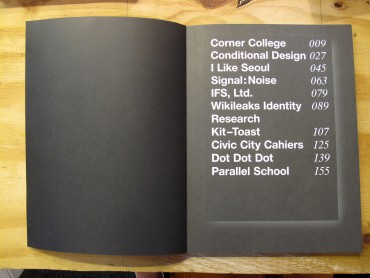 Corner College 009
Conditional Design 027
I Like Seoul 045
Signal:Noise 063
IFS, Ltd. 079
Wikileaks Identity 089
Research
Kit–Toast 107
Civic City Cahiers 125
Dot Dot Dot 139
Parallel School 155